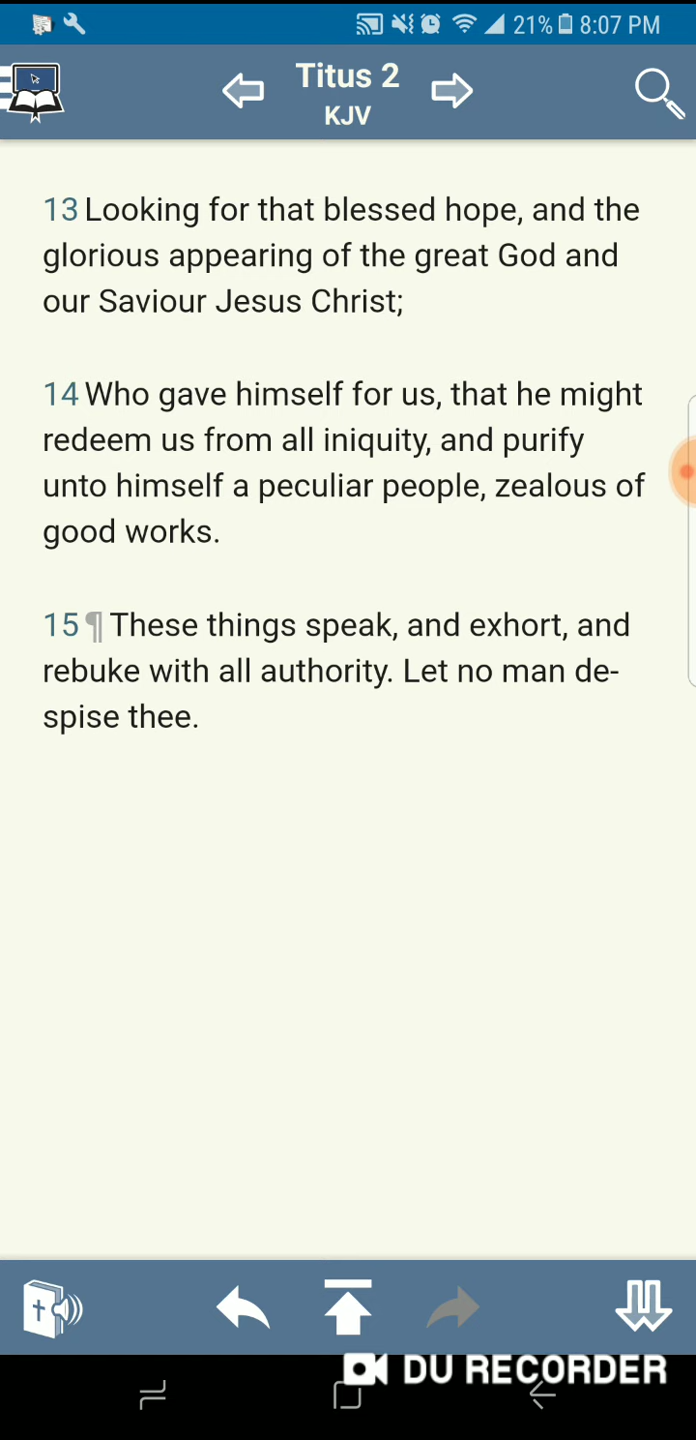 21% 8:07 PM
Titus 2
KJV
13 Looking for that blessed hope, and the
glorious appearing of the great God and
our Saviour Jesus Christ;
14 Who gave himself for us, that he might
redeem us from all iniquity, and purify
unto himself a peculiar people, zealous of
good works.
15 ¶ These things speak, and exhort, and
rebuke with all authority. Let no man de-
spise thee.
DU RECORDER